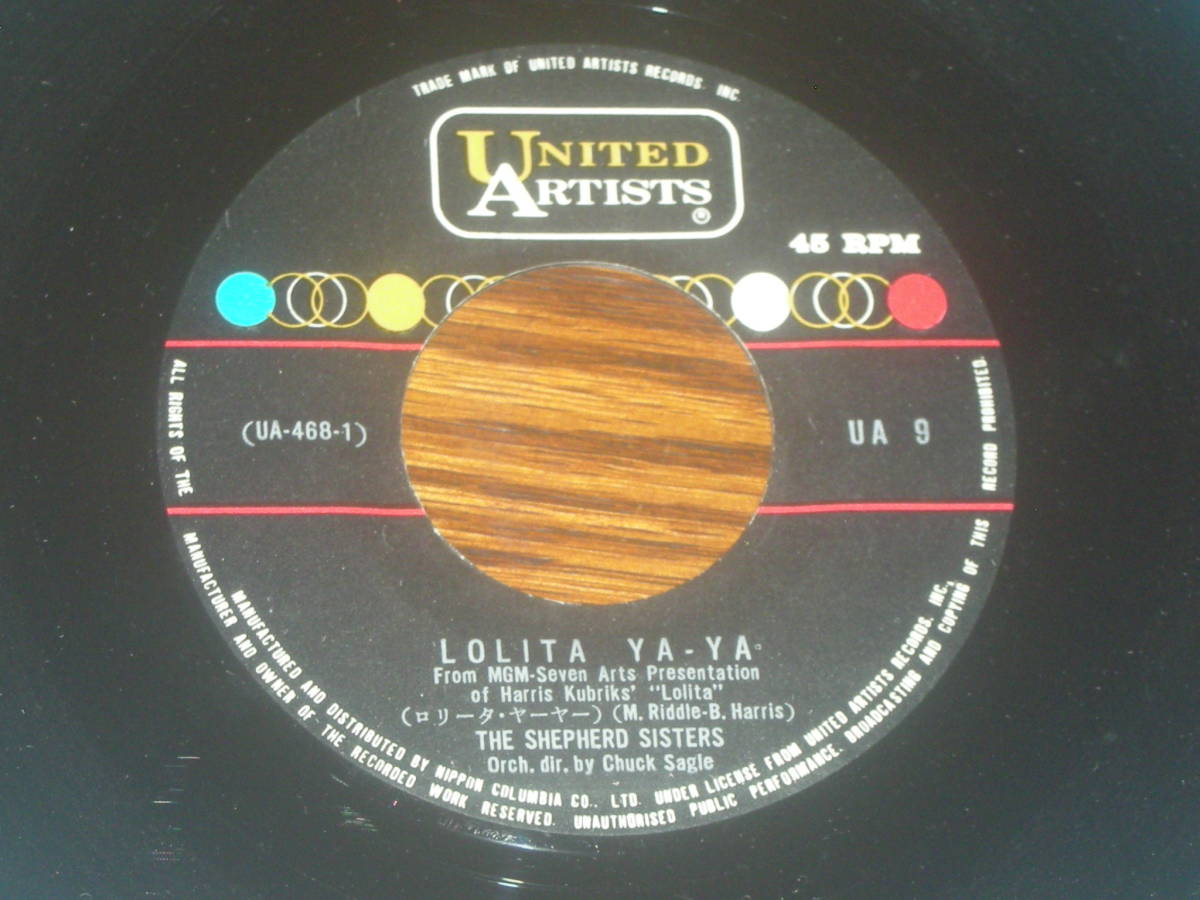 TRADE MARK OF UNITED ARTISTS RECORDS. INC.
UNITED
ARTISTS
®
45 RPM
(UA-468-1)
UA 9
LOLITA YA-YA
From MGM-Seven Arts Presentation
of Harris Kubriks' "Lolita"
(ロリータ・ヤーヤー) (M. Riddle-B. Harris)
THE SHEPHERD SISTERS
Orch. dir. by Chuck Sagle
MANUFACTURED AND DISTRIBUTED BY NIPPON COLUMBIA CO., LTD. UNDER LICENSE FROM UNITED ARTISTS RECORDS, INC.
ALL RIGHTS OF THE MANUFACTURER AND OWNER OF THE RECORDED WORK RESERVED. UNAUTHORISED PUBLIC PERFORMANCE. BROADCASTING AND COPYING OF THIS RECORD PROHIBITED.